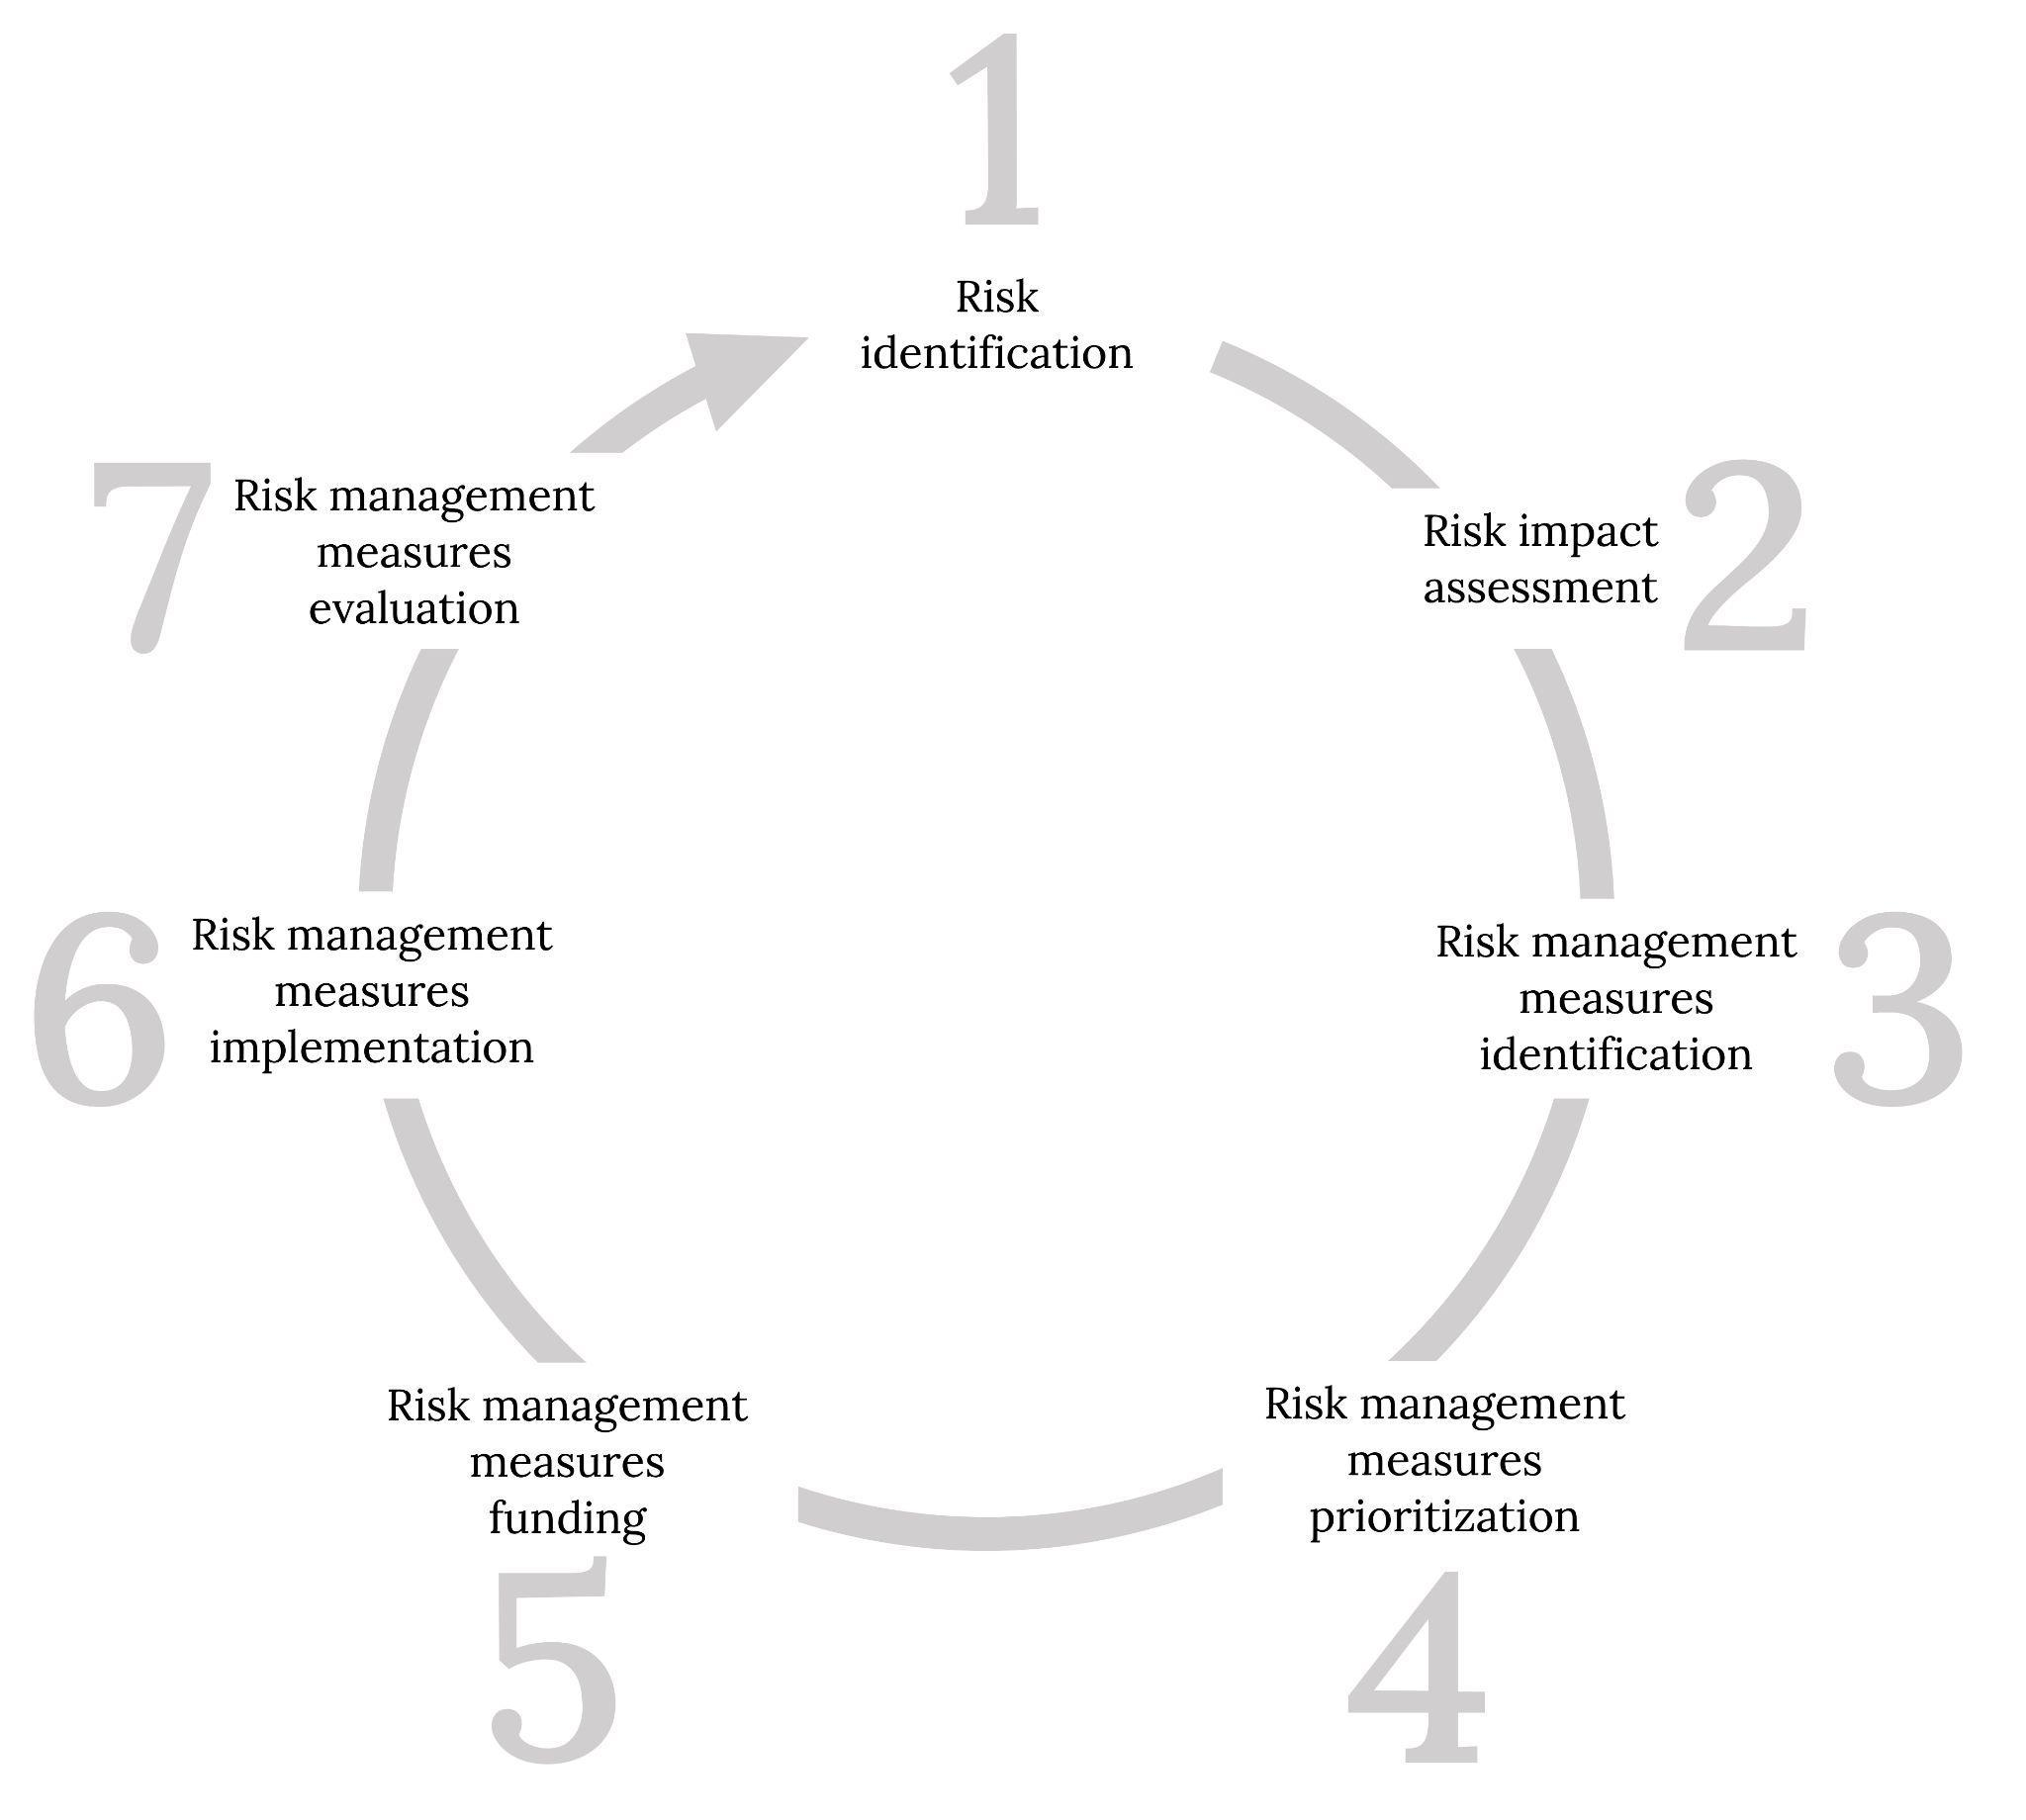 1
Risk
identification
2
Risk impact
assessment
3
Risk management
measures
identification
4
Risk management
measures
prioritization
5
Risk management
measures
funding
6
Risk management
measures
implementation
7
Risk management
measures
evaluation